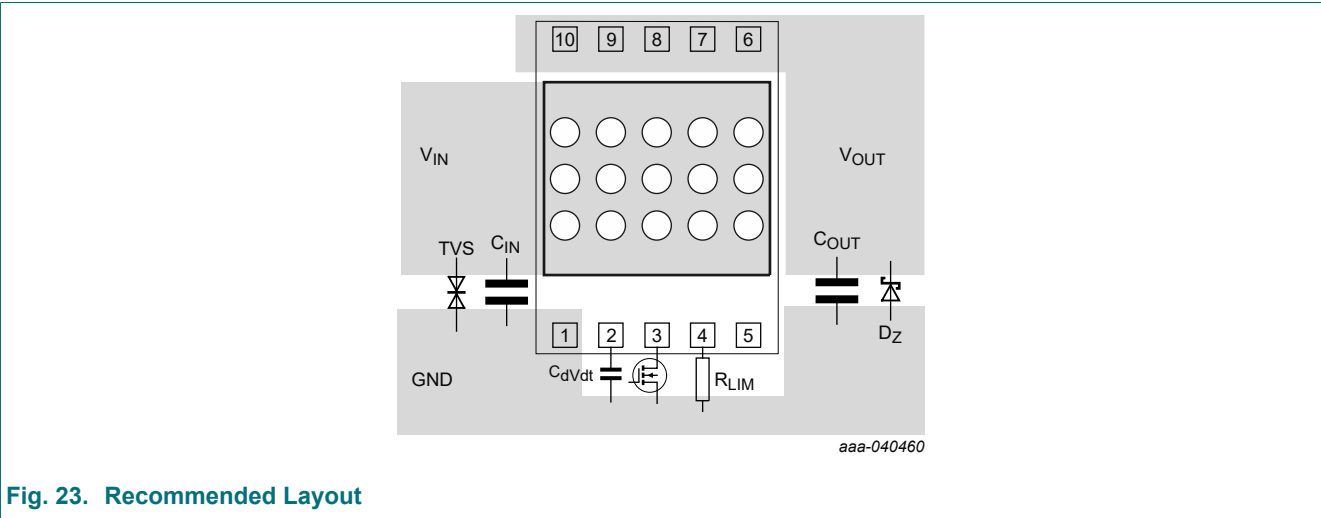 10 9 8 7 6
VIN
VOUT
TVS CIN
COUT
1 2 3 4 5
DZ
CdVdt
RLIM
GND
aaa-040460
Fig. 23. Recommended Layout